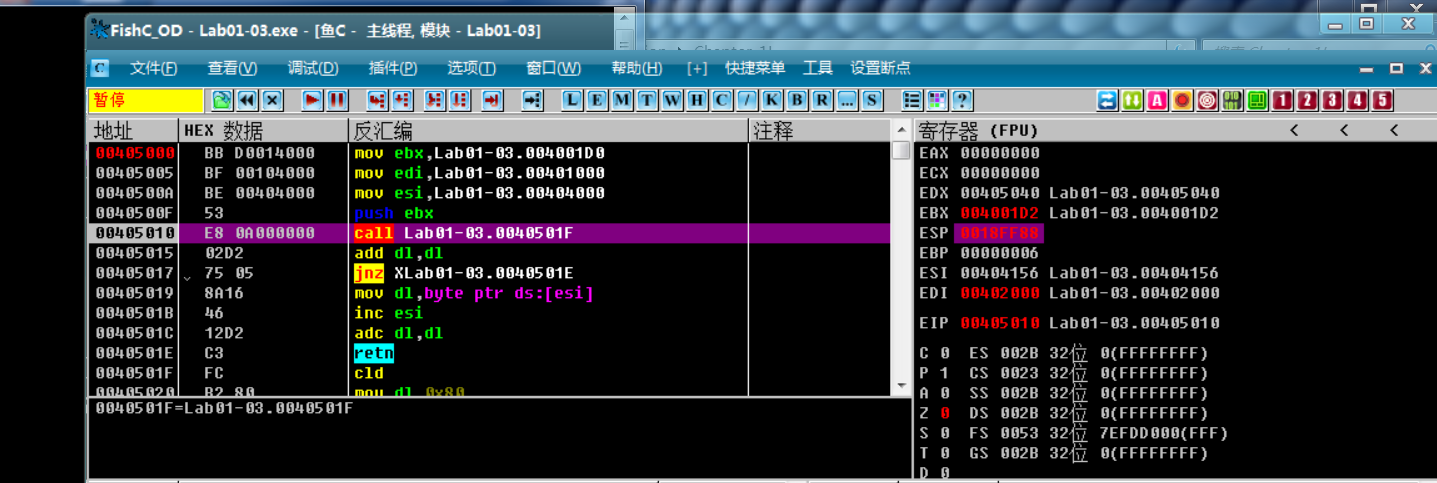 FishC_OD - Lab01-03.exe - [鱼C - 主线程, 模块 - Lab01-03]
C 文件(F) 查看(V) 调试(D) 插件(P) 选项(T) 窗口(W) 帮助(H) [+] 快捷菜单 工具 设置断点
暂停 L E M T W H C / K B R ... S ? A 1 2 3 4 5
地址 HEX 数据 反汇编 注释 寄存器 (FPU) < < <
00405000 BB D0014000 mov ebx,Lab01-03.004001D0
00405005 BF 00104000 mov edi,Lab01-03.00401000
0040500A BE 00404000 mov esi,Lab01-03.00404000
0040500F 53 push ebx
00405010 E8 0A000000 call Lab01-03.0040501F
00405015 02D2 add dl,dl
00405017 75 05 jnz XLab01-03.0040501E
00405019 8A16 mov dl,byte ptr ds:[esi]
0040501B 46 inc esi
0040501C 12D2 adc dl,dl
0040501E C3 retn
0040501F FC cld
00405020 B2 80 mov dl,0x80
0040501F=Lab01-03.0040501F
EAX 00000000
ECX 00000000
EDX 00405040 Lab01-03.00405040
EBX 004001D2 Lab01-03.004001D2
ESP 0018FF88
EBP 00000006
ESI 00404156 Lab01-03.00404156
EDI 00402000 Lab01-03.00402000
EIP 00405010 Lab01-03.00405010
C 0 ES 002B 32位 0(FFFFFFFF)
P 1 CS 0023 32位 0(FFFFFFFF)
A 0 SS 002B 32位 0(FFFFFFFF)
Z 0 DS 002B 32位 0(FFFFFFFF)
S 0 FS 0053 32位 7EFDD000(FFF)
T 0 GS 002B 32位 0(FFFFFFFF)
D 0